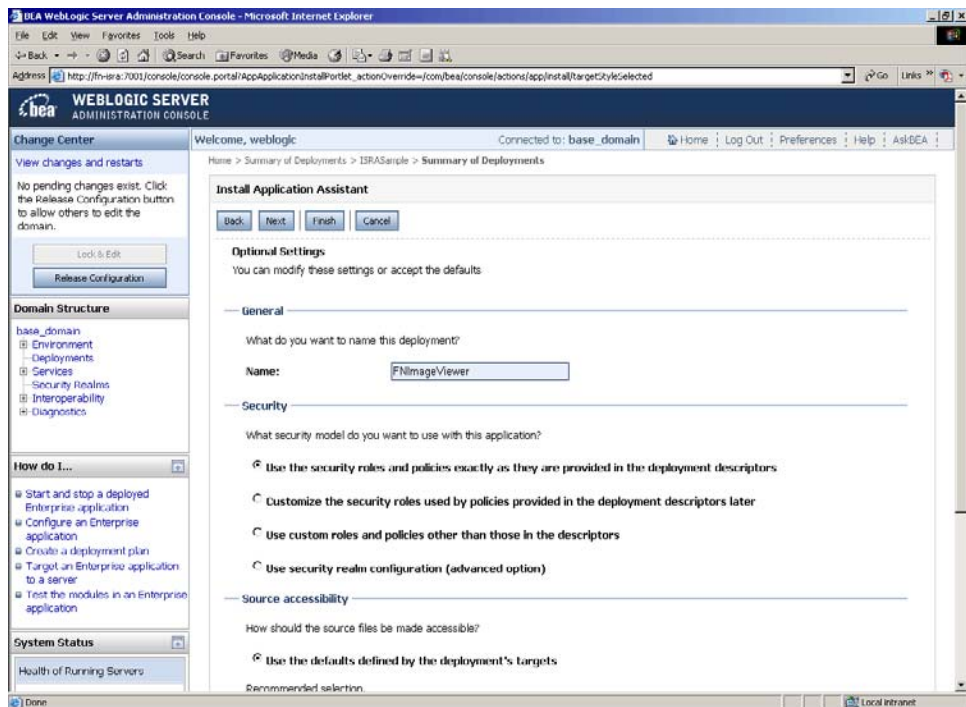 BEA WebLogic Server Administration Console - Microsoft Internet Explorer
File Edit View Favorites Tools Help
Back Search Favorites Media
Address http://fn-isra:7001/console/console.portal?AppApplicationInstallPortlet_actionOverride=/com/bea/console/actions/app/install/targetStyleSelected Go Links »
bea WEBLOGIC SERVER
ADMINISTRATION CONSOLE
Change Center
View changes and restarts
No pending changes exist. Click
the Release Configuration button
to allow others to edit the
domain.
Lock & Edit
Release Configuration
Domain Structure
base_domain
Environment
Deployments
Services
Security Realms
Interoperability
Diagnostics
How do I...
Start and stop a deployed
Enterprise application
Configure an Enterprise
application
Create a deployment plan
Target an Enterprise application
to a server
Test the modules in an Enterprise
application
System Status
Health of Running Servers
Welcome, weblogic Connected to: base_domain Home Log Out Preferences Help AskBEA
Home > Summary of Deployments > ISRASample > Summary of Deployments
Install Application Assistant
Back Next Finish Cancel
Optional Settings
You can modify these settings or accept the defaults
General
What do you want to name this deployment?
Name: FNImageViewer
Security
What security model do you want to use with this application?
Use the security roles and policies exactly as they are provided in the deployment descriptors
Customize the security roles used by policies provided in the deployment descriptors later
Use custom roles and policies other than those in the descriptors
Use security realm configuration (advanced option)
Source accessibility
How should the source files be made accessible?
Use the defaults defined by the deployment's targets
Recommended selection.
Done Local intranet